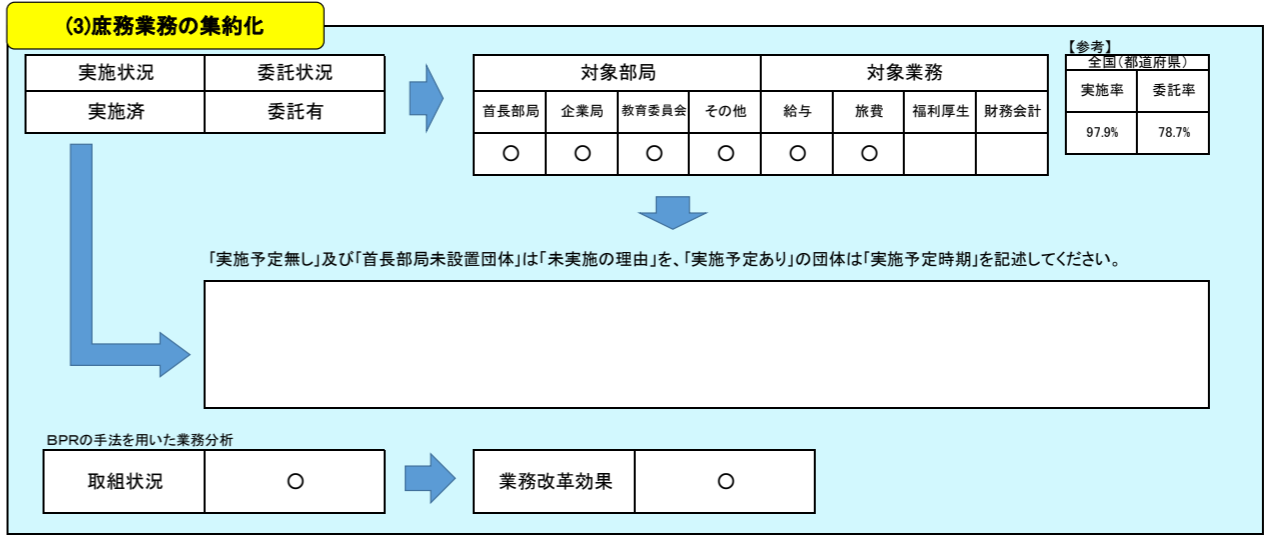 (3)庶務業務の集約化
実施状況 委託状況
実施済 委託有
対象部局 対象業務
首長部局 企業局 教育委員会 その他 給与 旅費 福利厚生 財務会計
○ ○ ○ ○ ○ ○
【参考】
全国(都道府県)
実施率 委託率
97.9% 78.7%
「実施予定無し」及び「首長部局未設置団体」は「未実施の理由」を、「実施予定あり」の団体は「実施予定時期」を記述してください。
BPRの手法を用いた業務分析
取組状況 ○
業務改革効果 ○